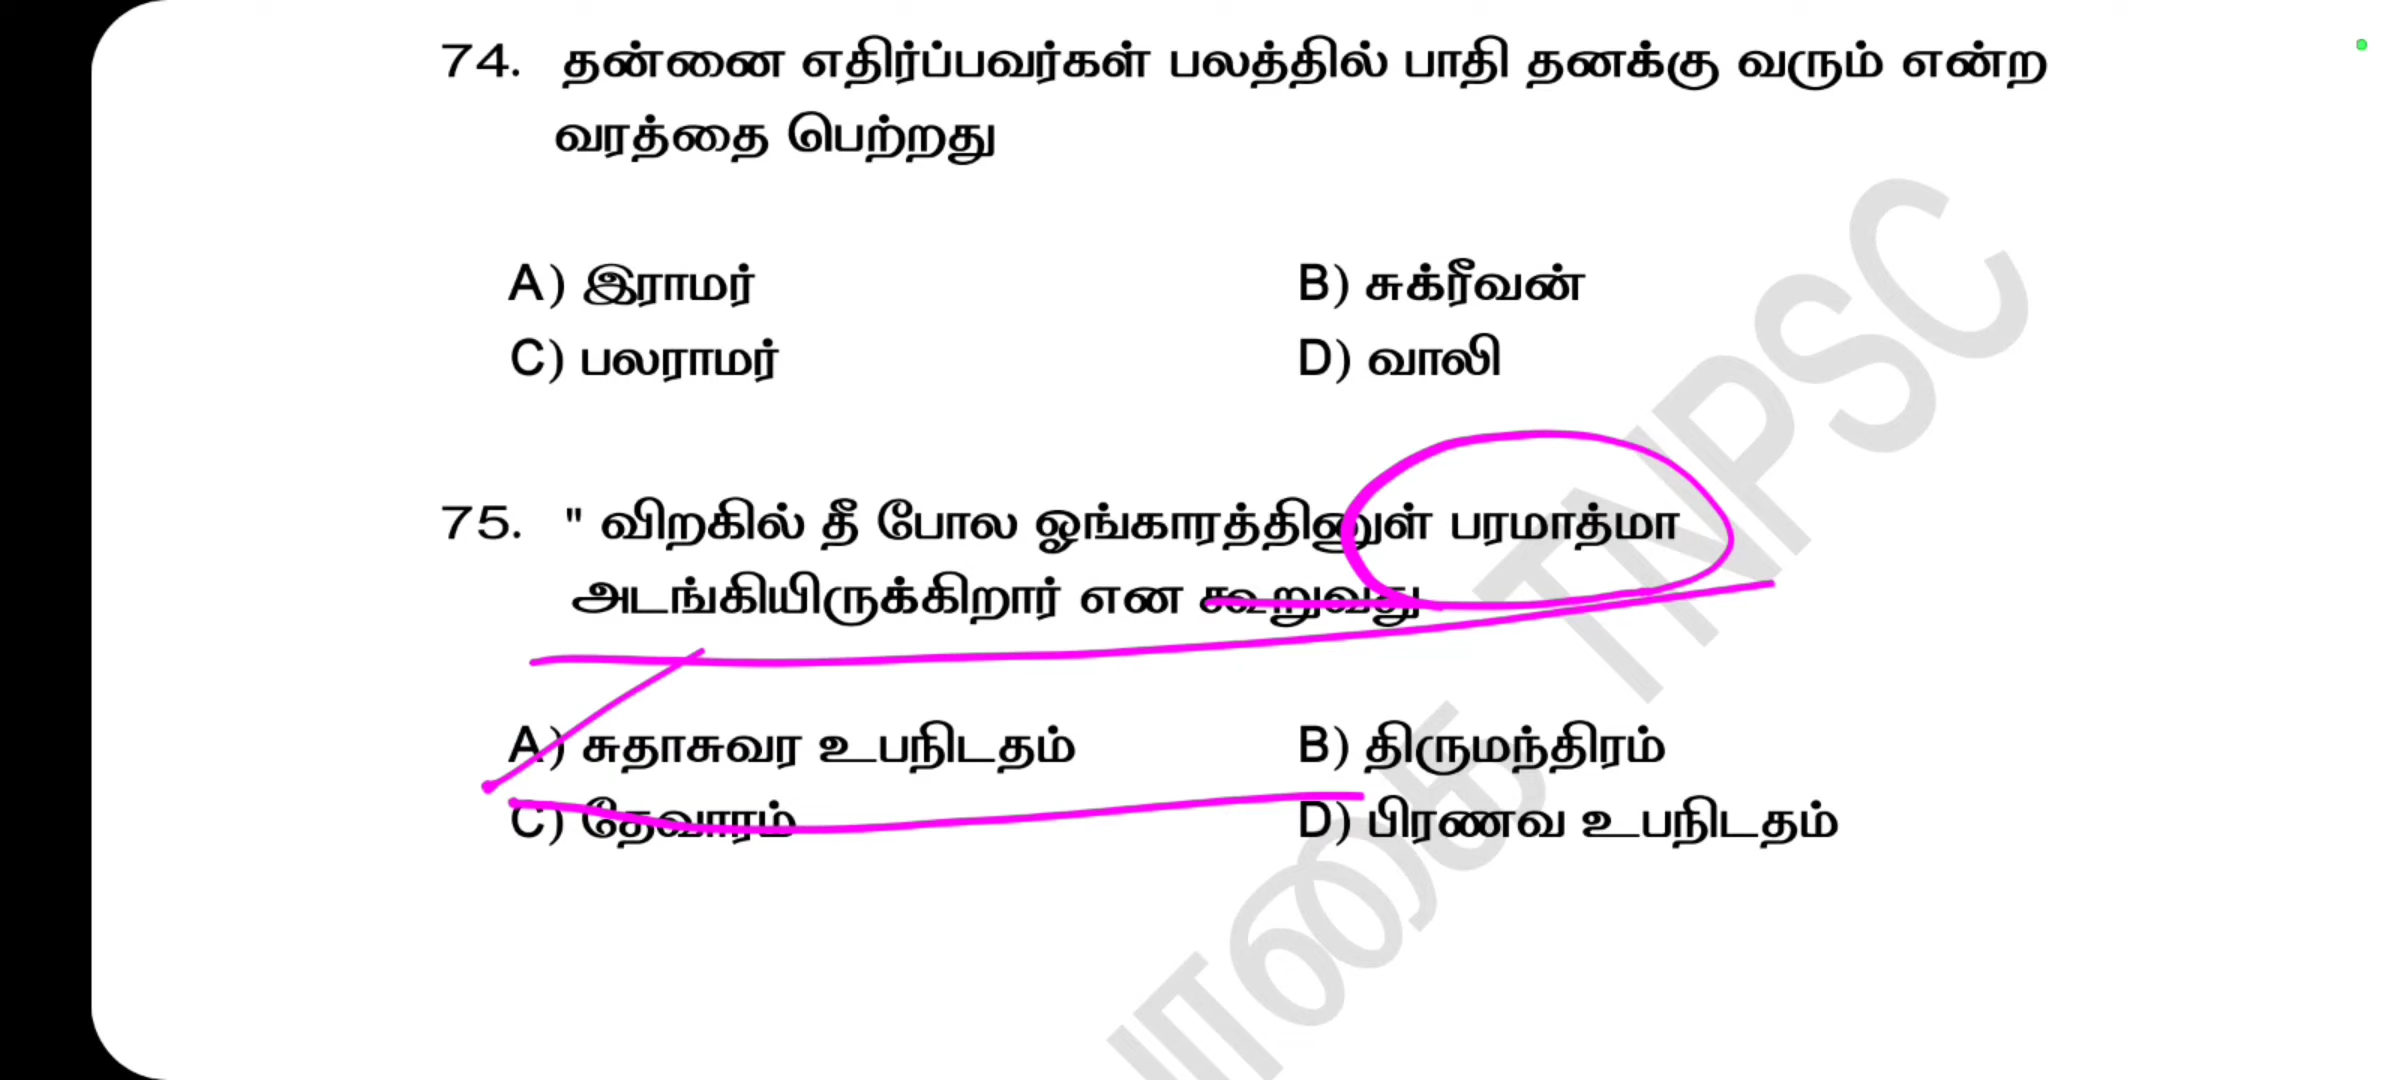 74. தன்னை எதிர்ப்பவர்கள் பலத்தில் பாதி தனக்கு வரும் என்ற
வரத்தை பெற்றது
A) இராமர் B) சுக்ரீவன்
C) பலராமர் D) வாலி
75. " விறகில் தீ போல ஓங்காரத்தினுள் பரமாத்மா
அடங்கியிருக்கிறார் என கூறுவது
A) சுதாசுவர உபநிடதம் B) திருமந்திரம்
C) தேவாரம் D) பிரணவ உபநிடதம்
TNPSC